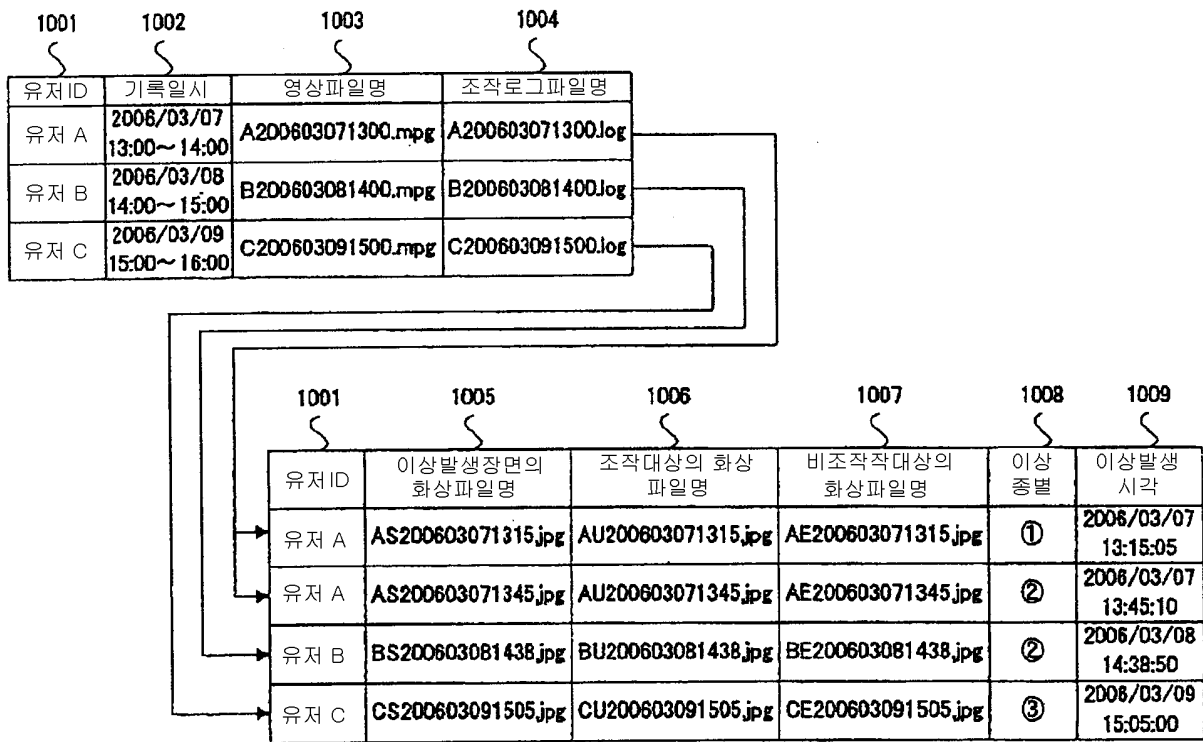 1001 1002 1003 1004
유저ID 기록일시 영상파일명 조작로그파일명
유저 A 2006/03/07 13:00~14:00 A200603071300.mpg A200603071300.log
유저 B 2006/03/08 14:00~15:00 B200603081400.mpg B200603081400.log
유저 C 2006/03/09 15:00~16:00 C200603091500.mpg C200603091500.log
1001 1005 1006 1007 1008 1009
유저ID 이상발생장면의 화상파일명 조작대상의 화상 파일명 비조작작대상의 화상파일명 이상 종별 이상발생 시각
유저 A AS200603071315.jpg AU200603071315.jpg AE200603071315.jpg ① 2006/03/07 13:15:05
유저 A AS200603071345.jpg AU200603071345.jpg AE200603071345.jpg ② 2006/03/07 13:45:10
유저 B BS200603081438.jpg BU200603081438.jpg BE200603081438.jpg ② 2006/03/08 14:38:50
유저 C CS200603091505.jpg CU200603091505.jpg CE200603091505.jpg ③ 2006/03/09 15:05:00